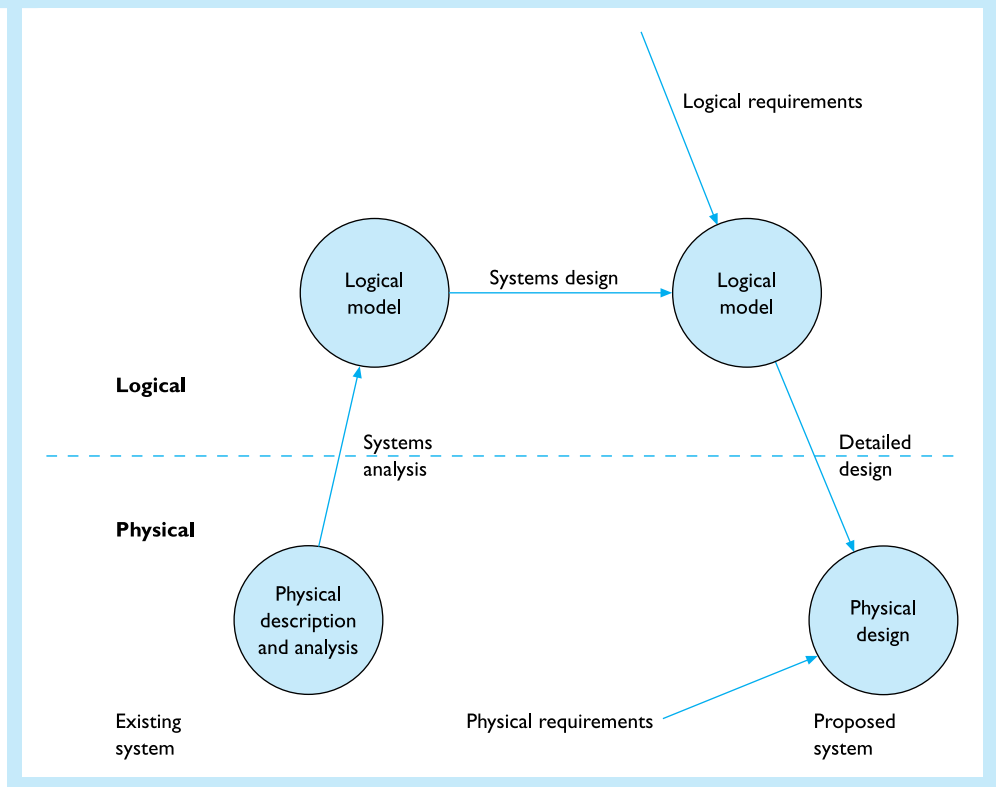 Logical requirements
Logical
model
Systems design
Logical
model
Logical
Systems
analysis
Detailed
design
Physical
Physical
description
and analysis
Physical
design
Existing
system
Physical requirements
Proposed
system